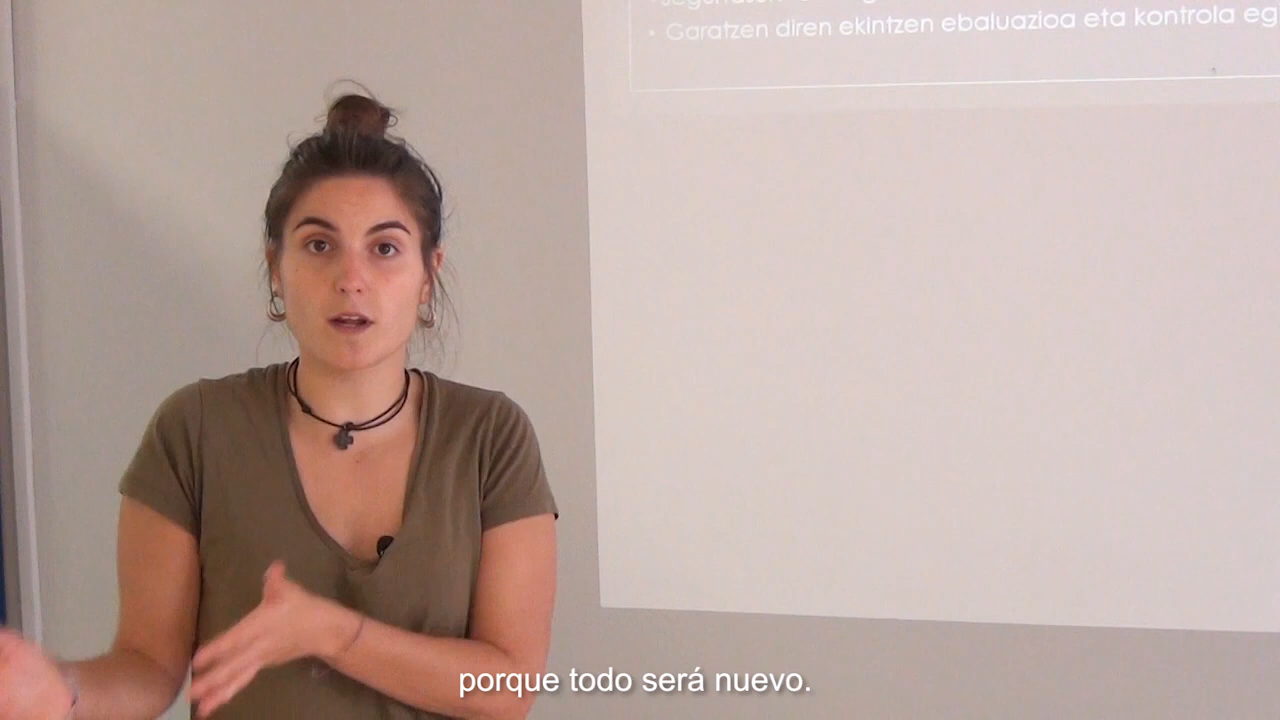 • Garatzen diren ekintzen ebaluazioa eta kontrola eg
porque todo será nuevo.